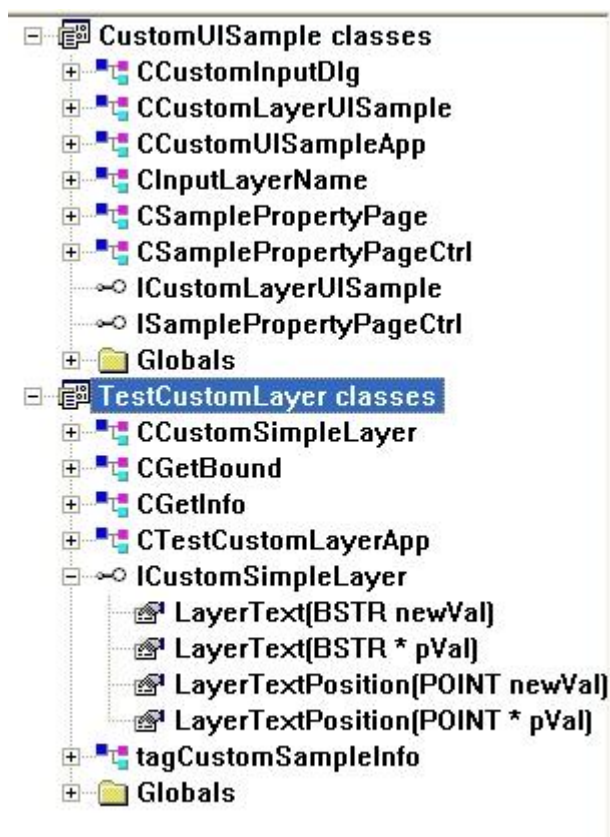 CustomUISample classes
CCustomInputDlg
CCustomLayerUISample
CCustomUISampleApp
CInputLayerName
CSamplePropertyPage
CSamplePropertyPageCtrl
ICustomLayerUISample
ISamplePropertyPageCtrl
Globals
TestCustomLayer classes
CCustomSimpleLayer
CGetBound
CGetInfo
CTestCustomLayerApp
ICustomSimpleLayer
LayerText(BSTR newVal)
LayerText(BSTR * pVal)
LayerTextPosition(POINT newVal)
LayerTextPosition(POINT * pVal)
tagCustomSampleInfo
Globals